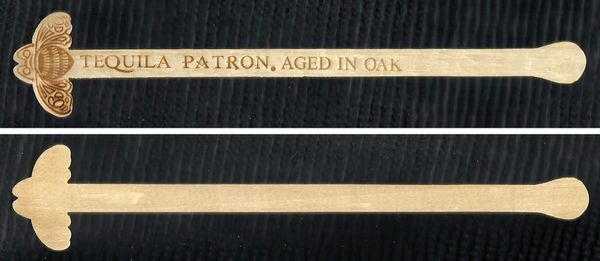 TEQUILA PATRON. AGED IN OAK